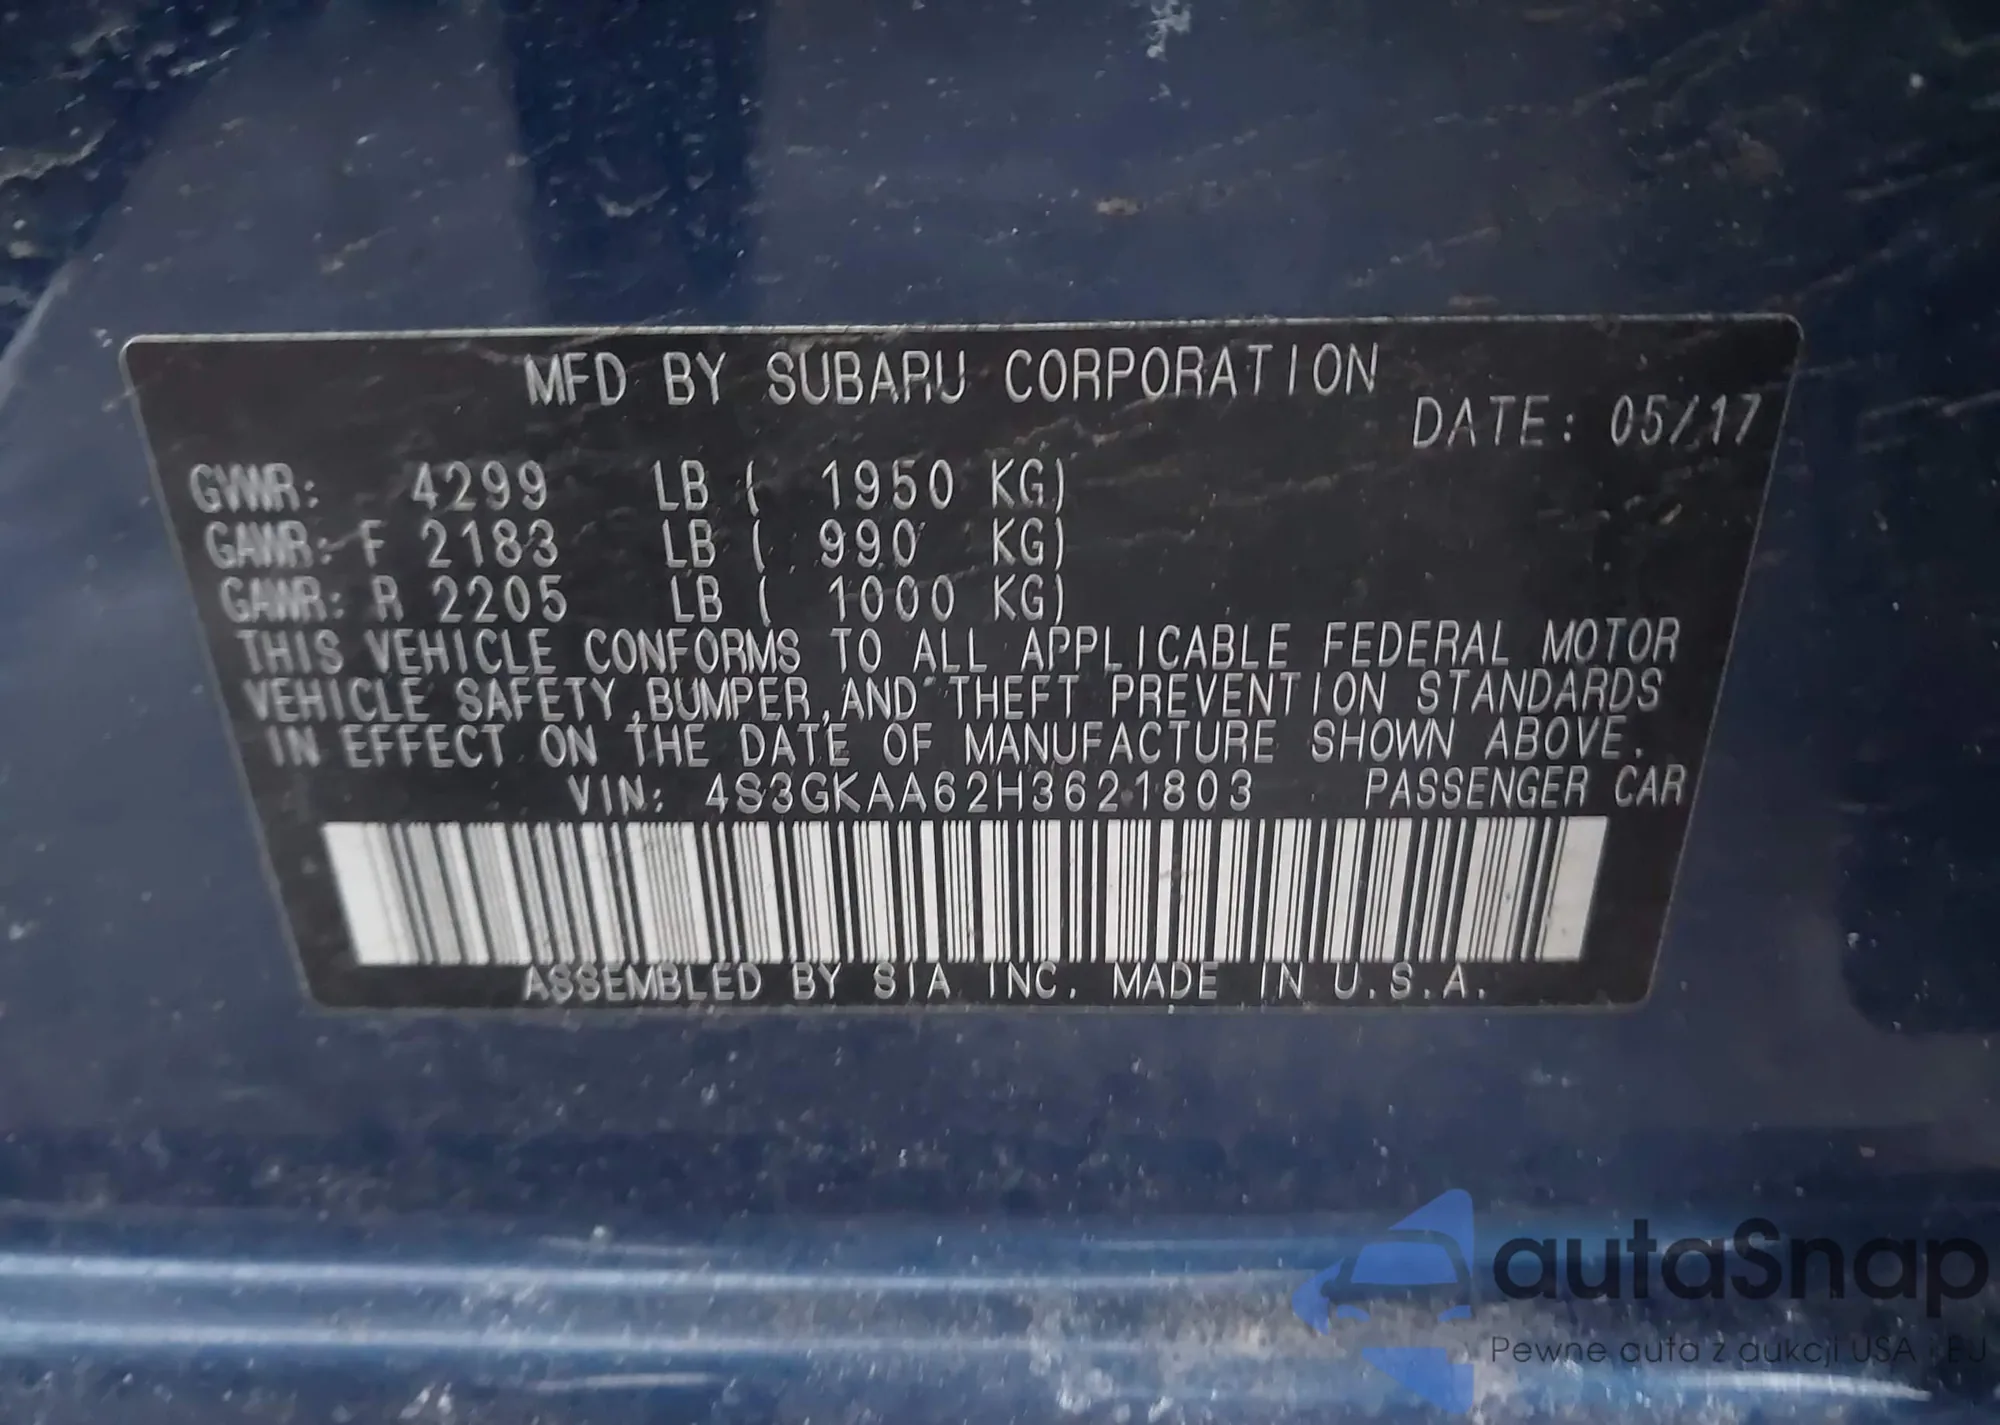 MFD BY SUBARU CORPORATION
DATE: 05/17
GVWR: 4299 LB ( 1950 KG)
GAWR: F 2183 LB ( 990 KG)
GAWR: R 2205 LB ( 1000 KG)
THIS VEHICLE CONFORMS TO ALL APPLICABLE FEDERAL MOTOR
VEHICLE SAFETY,BUMPER,AND THEFT PREVENTION STANDARDS
IN EFFECT ON THE DATE OF MANUFACTURE SHOWN ABOVE.
VIN: 4S3GKAA62H3621803 PASSENGER CAR
ASSEMBLED BY SIA INC. MADE IN U.S.A.
autaSnap
Pewne auta z aukcji USA i EU